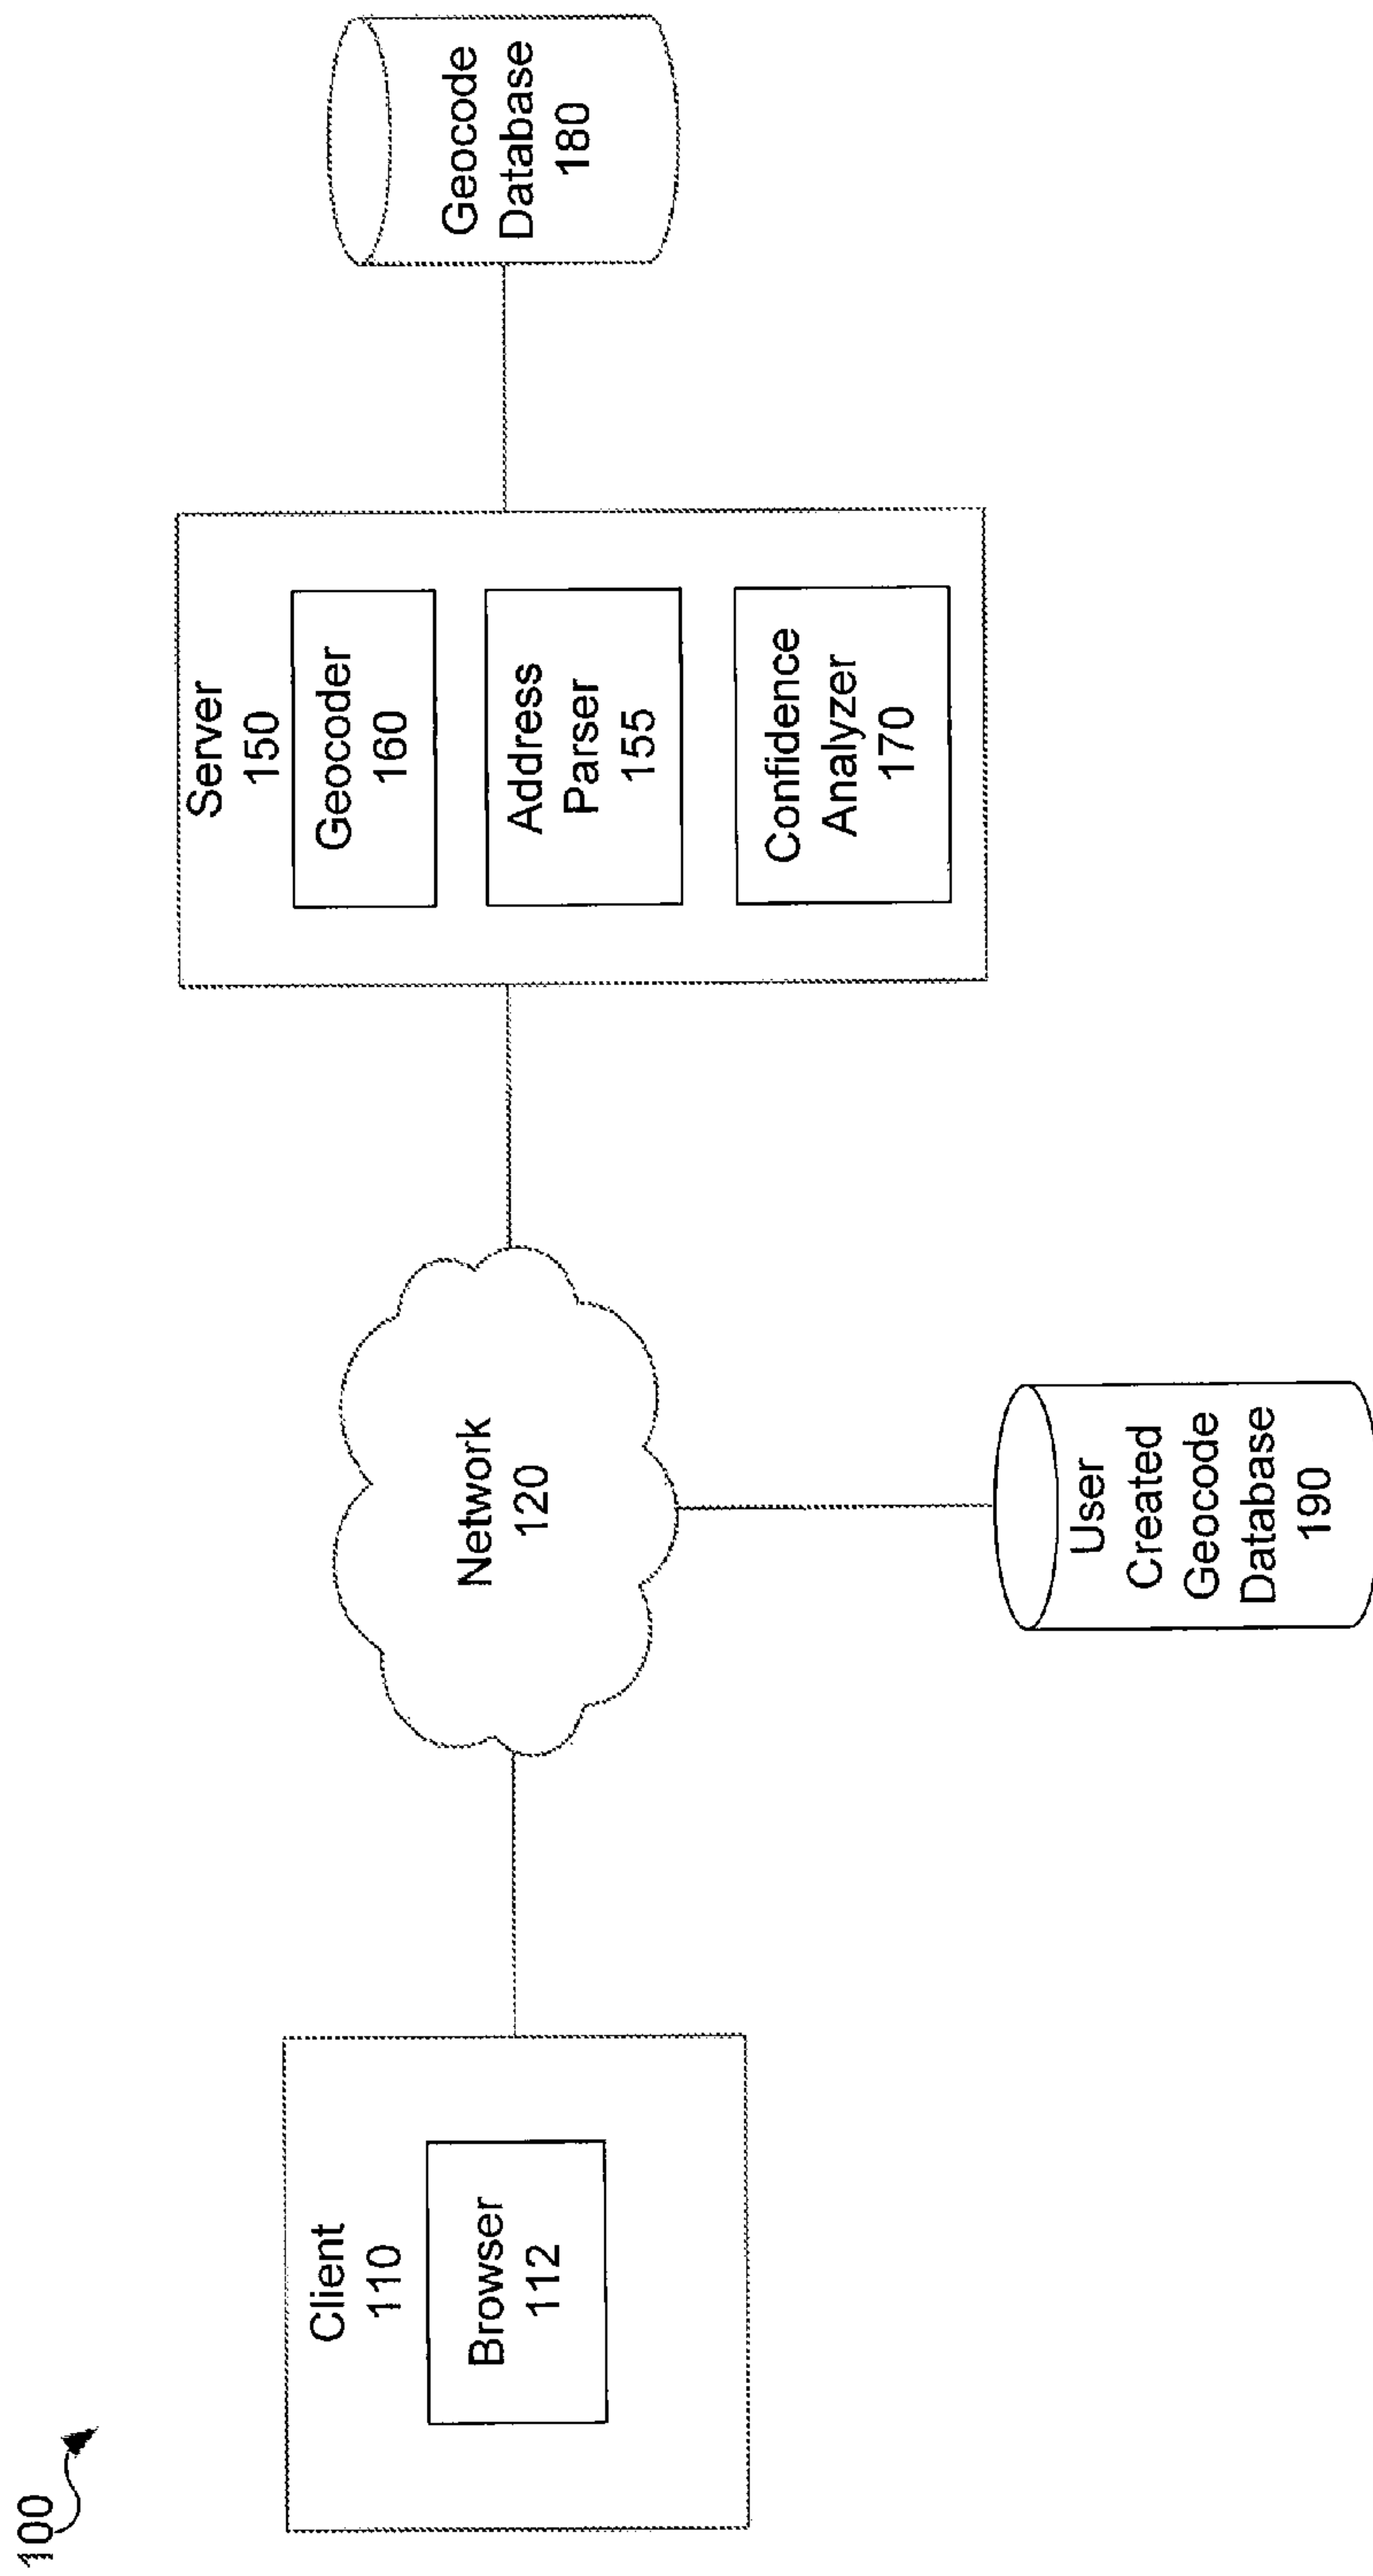 100
Client
110
Browser
112
Network
120
User
Created
Geocode
Database
190
Server
150
Geocoder
160
Address
Parser
155
Confidence
Analyzer
170
Geocode
Database
180